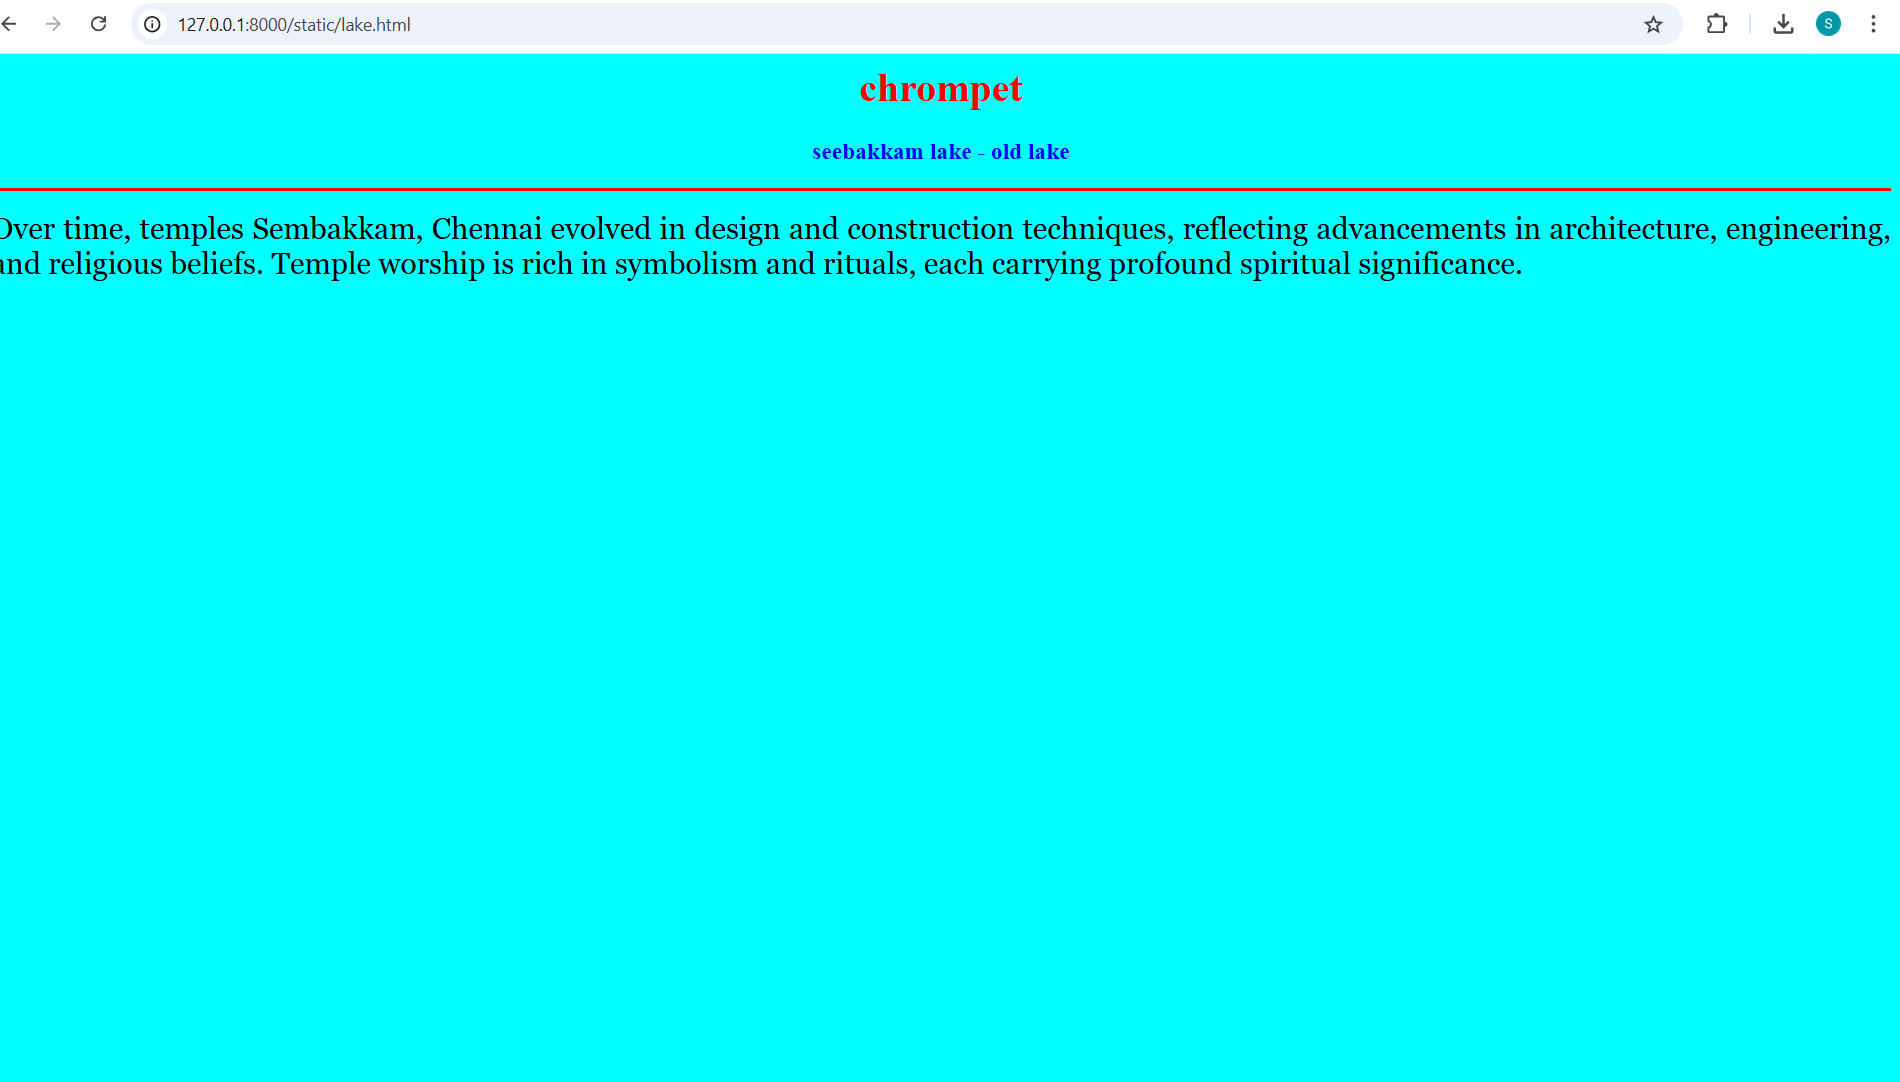 127.0.0.1:8000/static/lake.html
S
chrompet
seebakkam lake - old lake
Over time, temples Sembakkam, Chennai evolved in design and construction techniques, reflecting advancements in architecture, engineering,
and religious beliefs. Temple worship is rich in symbolism and rituals, each carrying profound spiritual significance.